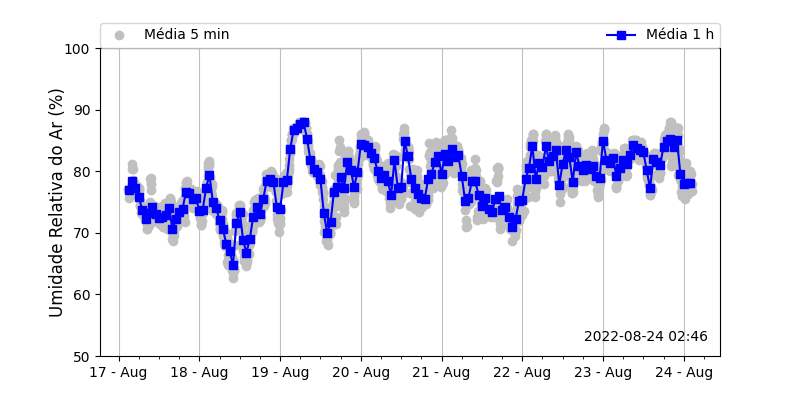 Média 5 min Média 1 h
100
90
80
70
60
50
Umidade Relativa do Ar (%)
2022-08-24 02:46
17 - Aug 18 - Aug 19 - Aug 20 - Aug 21 - Aug 22 - Aug 23 - Aug 24 - Aug